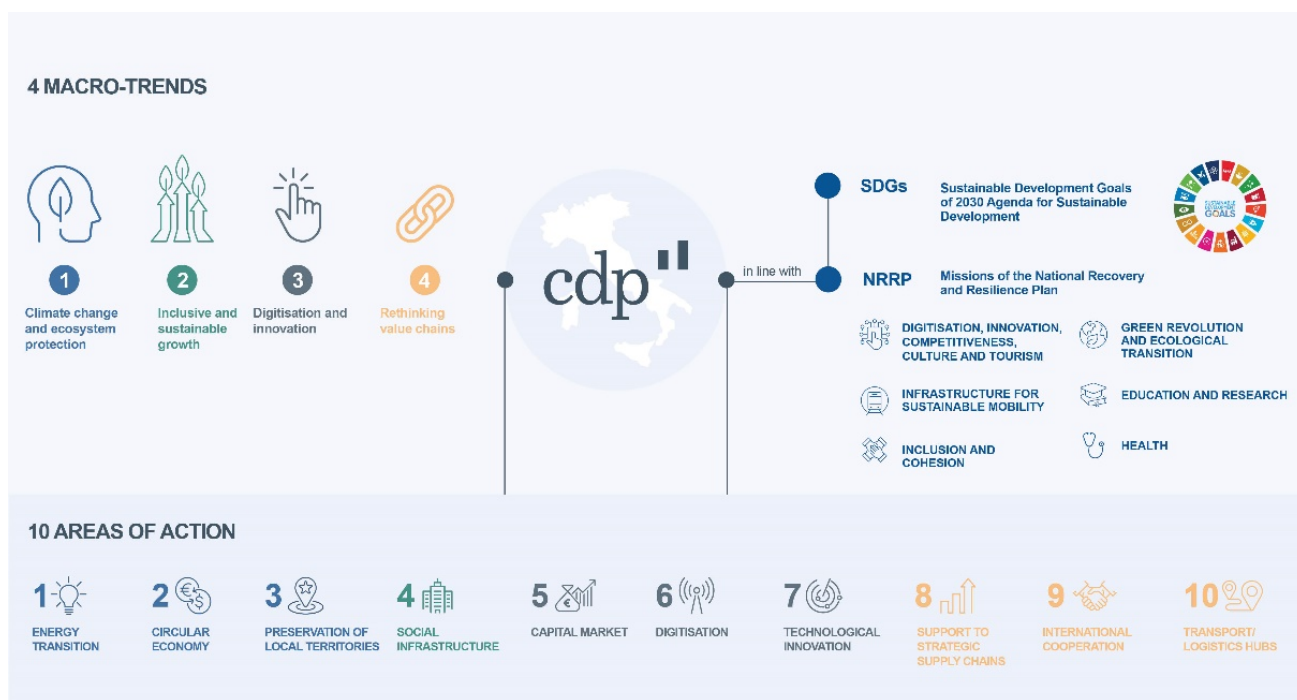 4 MACRO-TRENDS
1
Climate change
and ecosystem
protection
2
Inclusive and
sustainable
growth
3
Digitisation and
innovation
4
Rethinking
value chains
cdp
in line with
SDGs
Sustainable Development Goals
of 2030 Agenda for Sustainable
Development
SUSTAINABLE
DEVELOPMENT
GOALS
NRRP
Missions of the National Recovery
and Resilience Plan
DIGITISATION, INNOVATION,
COMPETITIVENESS,
CULTURE AND TOURISM
GREEN REVOLUTION
AND ECOLOGICAL
TRANSITION
INFRASTRUCTURE FOR
SUSTAINABLE MOBILITY
EDUCATION AND RESEARCH
INCLUSION AND
COHESION
HEALTH
10 AREAS OF ACTION
1
ENERGY
TRANSITION
2
€
$
CIRCULAR
ECONOMY
3
PRESERVATION OF
LOCAL TERRITORIES
4
SOCIAL
INFRASTRUCTURE
5
€
CAPITAL MARKET
6
DIGITISATION
7
TECHNOLOGICAL
INNOVATION
8
SUPPORT TO
STRATEGIC
SUPPLY CHAINS
9
INTERNATIONAL
COOPERATION
10
TRANSPORT/
LOGISTICS HUBS